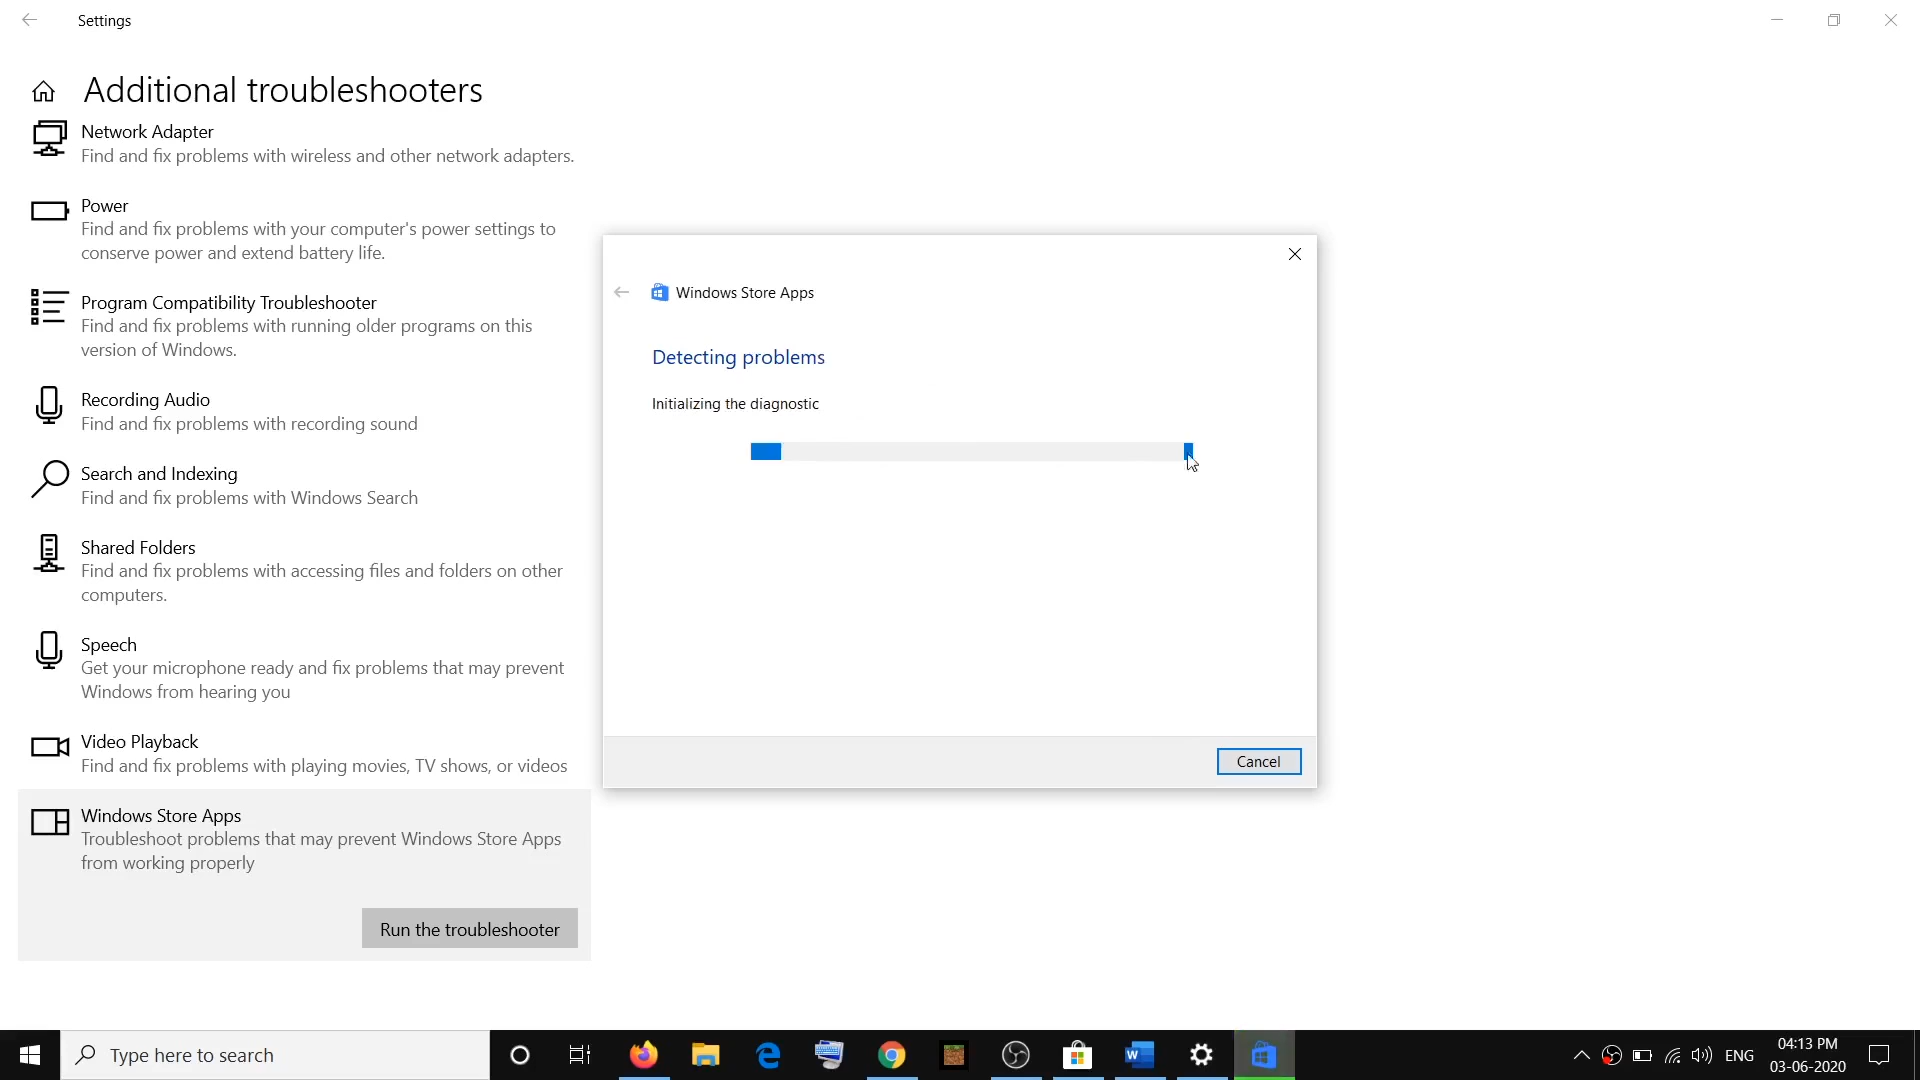 Settings
Additional troubleshooters
Network Adapter
Find and fix problems with wireless and other network adapters.
Power
Find and fix problems with your computer's power settings to
conserve power and extend battery life.
Program Compatibility Troubleshooter
Find and fix problems with running older programs on this
version of Windows.
Recording Audio
Find and fix problems with recording sound
Search and Indexing
Find and fix problems with Windows Search
Shared Folders
Find and fix problems with accessing files and folders on other
computers.
Speech
Get your microphone ready and fix problems that may prevent
Windows from hearing you
Video Playback
Find and fix problems with playing movies, TV shows, or videos
Windows Store Apps
Troubleshoot problems that may prevent Windows Store Apps
from working properly
Run the troubleshooter
Windows Store Apps
Detecting problems
Initializing the diagnostic
Cancel
Type here to search
ENG
04:13 PM
03-06-2020